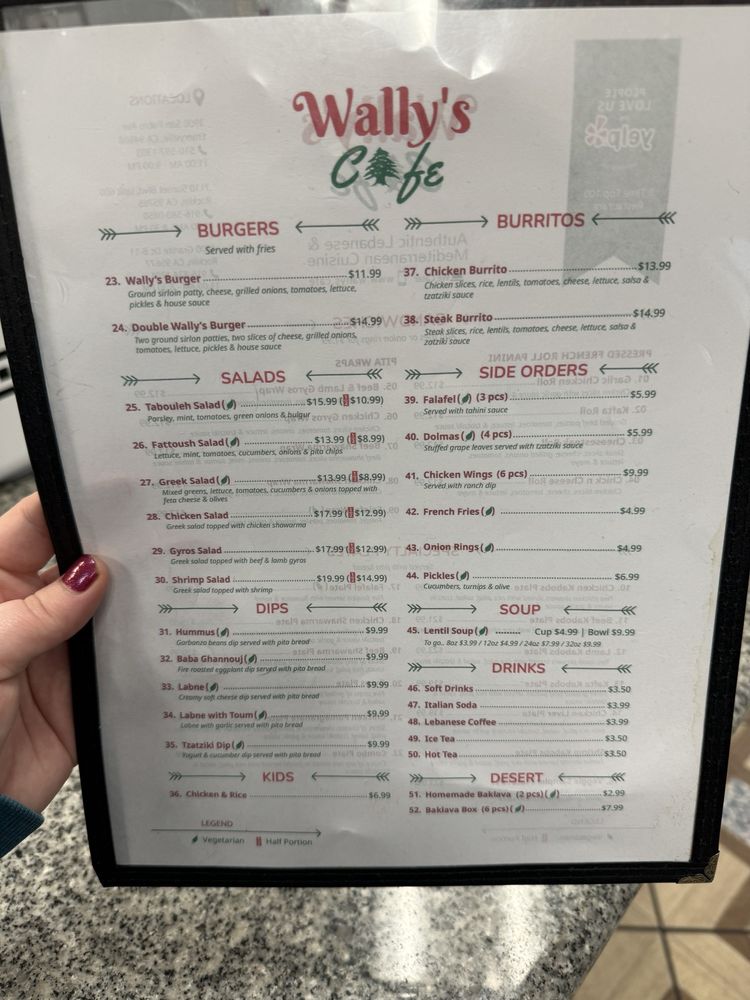 Wally's
Cafe
BURGERS
Served with fries
23. Wally's Burger $11.99
Ground sirloin patty, cheese, grilled onions, tomatoes, lettuce,
pickles & house sauce
24. Double Wally's Burger $14.99
Two ground sirlon patties, two slices of cheese, grilled onions,
tomatoes, lettuce, pickles & house sauce
SALADS
25. Tabouleh Salad $15.99 ($10.99)
Parsley, mint, tomatoes, green onions & bulgur
26. Fattoush Salad $13.99 ($8.99)
Lettuce, mint, tomatoes, cucumbers, onions & pita chips
27. Greek Salad $13.99 ($8.99)
Mixed greens, lettuce, tomatoes, cucumbers & onions topped with
feta cheese & olives
28. Chicken Salad $17.99 ($12.99)
Greek salad topped with chicken shawarma
29. Gyros Salad $17.99 ($12.99)
Greek salad topped with beef & lamb gyros
30. Shrimp Salad $19.99 ($14.99)
Greek salad topped with shrimp
DIPS
31. Hummus $9.99
Garbanzo beans dip served with pita bread
32. Baba Ghannouj $9.99
Fire roasted eggplant dip served with pita bread
33. Labne $9.99
Creamy soft cheese dip served with pita bread
34. Labne with Toum $9.99
Labne with garlic served with pita bread
35. Tzatziki Dip $9.99
Yogurt & cucumber dip served with pita bread
KIDS
36. Chicken & Rice $6.99
LEGEND
Vegetarian Half Portion
BURRITOS
37. Chicken Burrito $13.99
Chicken slices, rice, lentils, tomatoes, cheese, lettuce, salsa &
tzatziki sauce
38. Steak Burrito $14.99
Steak slices, rice, lentils, tomatoes, cheese, lettuce, salsa &
zatziki sauce
SIDE ORDERS
39. Falafel (3 pcs) $5.99
Served with tahini sauce
40. Dolmas (4 pcs) $5.99
Stuffed grape leaves served with tzatziki sauce
41. Chicken Wings (6 pcs) $9.99
Served with ranch dip
42. French Fries $4.99
43. Onion Rings $4.99
44. Pickles $6.99
Cucumbers, turnips & olive
SOUP
45. Lentil Soup Cup $4.99 | Bowl $9.99
To go.. 8oz $3.99 / 12oz $4.99 / 24oz $7.99 / 32oz $9.99
DRINKS
46. Soft Drinks $3.50
47. Italian Soda $3.99
48. Lebanese Coffee $3.99
49. Ice Tea $3.50
50. Hot Tea $3.50
DESERT
51. Homemade Baklava (2 pcs) $2.99
52. Baklava Box (6 pcs) $7.99